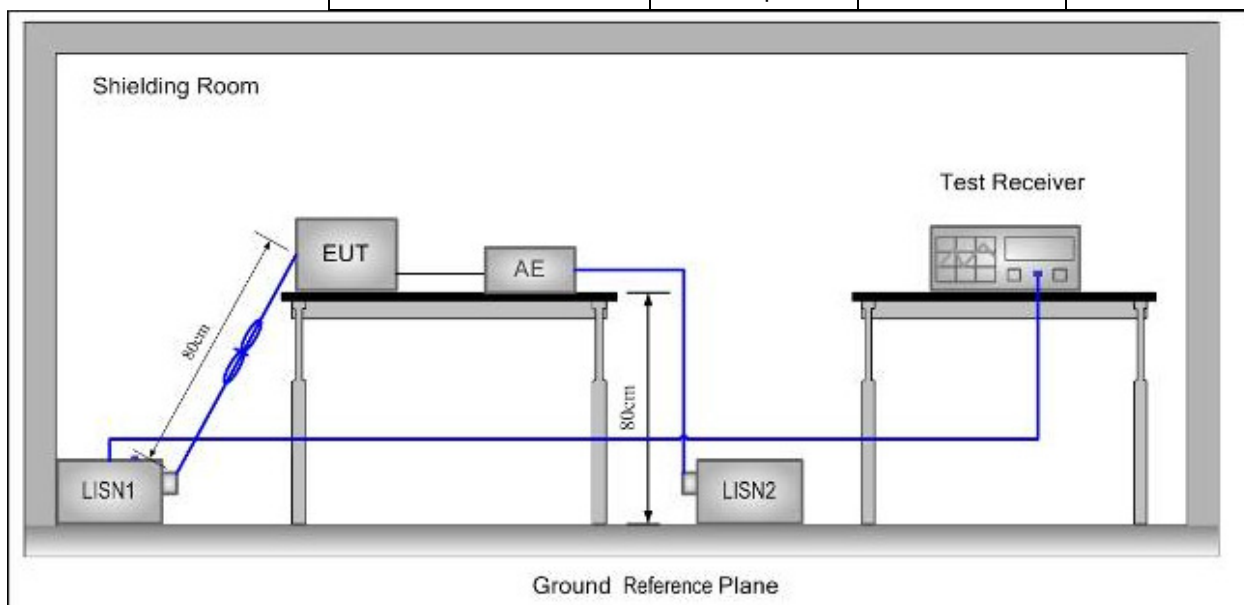 Shielding Room
Test Receiver
EUT
AE
80cm
80cm
LISN1
LISN2
Ground Reference Plane